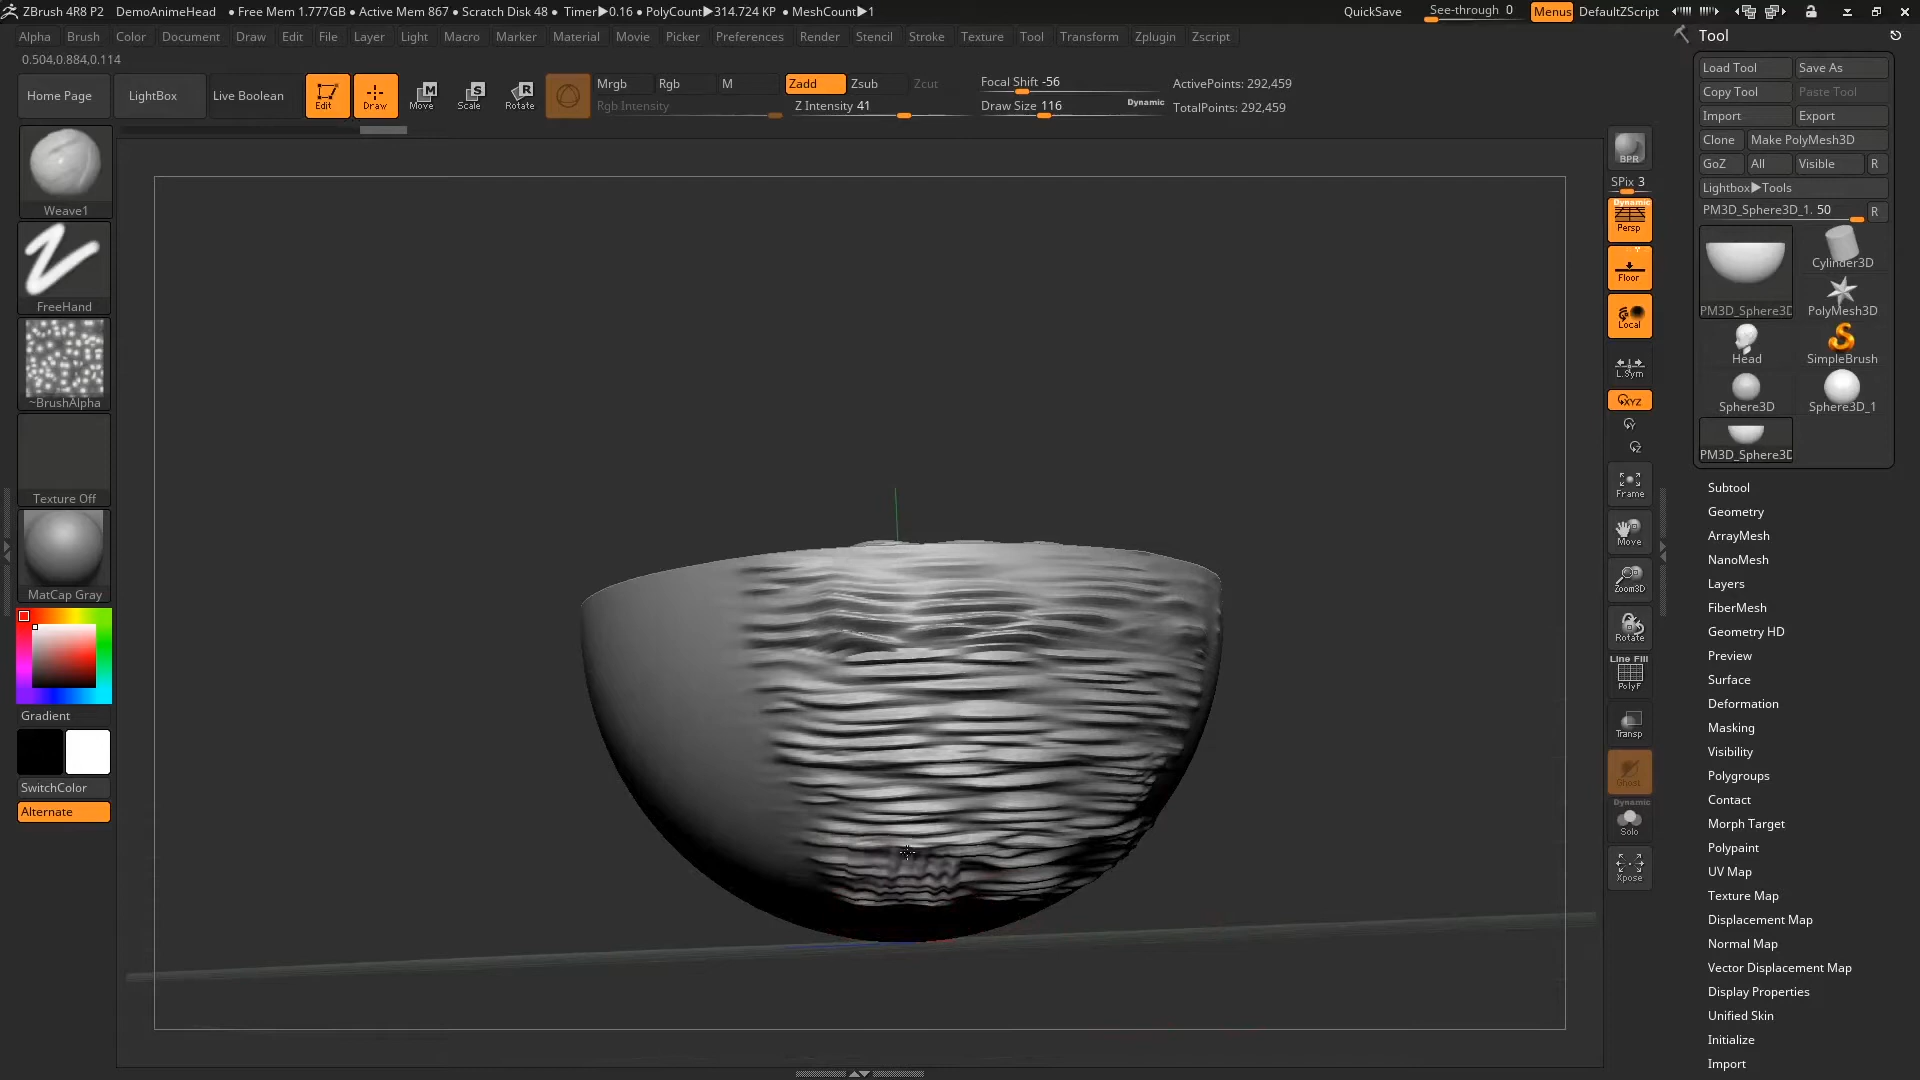 ZBrush 4R8 P2 DemoAnimeHead ● Free Mem 1.777GB ● Active Mem 867 ● Scratch Disk 48 ● Timer▶0.16 ● PolyCount▶314.724 KP ● MeshCount▶1 QuickSave See-through 0 Menus DefaultZScript
Alpha Brush Color Document Draw Edit File Layer Light Macro Marker Material Movie Picker Preferences Render Stencil Stroke Texture Tool Transform Zplugin Zscript
0.504,0.884,0.114
Home Page LightBox Live Boolean Edit Draw Move Scale Rotate
Mrgb Rgb M Zadd Zsub Zcut Focal Shift -56 ActivePoints: 292,459
Rgb Intensity Z Intensity 41 Draw Size 116 Dynamic TotalPoints: 292,459
Weave1
FreeHand
~BrushAlpha
Texture Off
MatCap Gray
Gradient
SwitchColor
Alternate
BPR
SPix 3
Dynamic
Persp
Floor
Local
L.Sym
XYZ
Y
Z
Frame
Move
Zoom3D
Rotate
Line Fill
PolyF
Transp
Ghost
Dynamic
Solo
Xpose
Tool
Load Tool Save As
Copy Tool Paste Tool
Import Export
Clone Make PolyMesh3D
GoZ All Visible R
Lightbox▶Tools
PM3D_Sphere3D_1. 50 R
PM3D_Sphere3D Cylinder3D
PolyMesh3D
Head SimpleBrush
Sphere3D Sphere3D_1
PM3D_Sphere3D
Subtool
Geometry
ArrayMesh
NanoMesh
Layers
FiberMesh
Geometry HD
Preview
Surface
Deformation
Masking
Visibility
Polygroups
Contact
Morph Target
Polypaint
UV Map
Texture Map
Displacement Map
Normal Map
Vector Displacement Map
Display Properties
Unified Skin
Initialize
Import